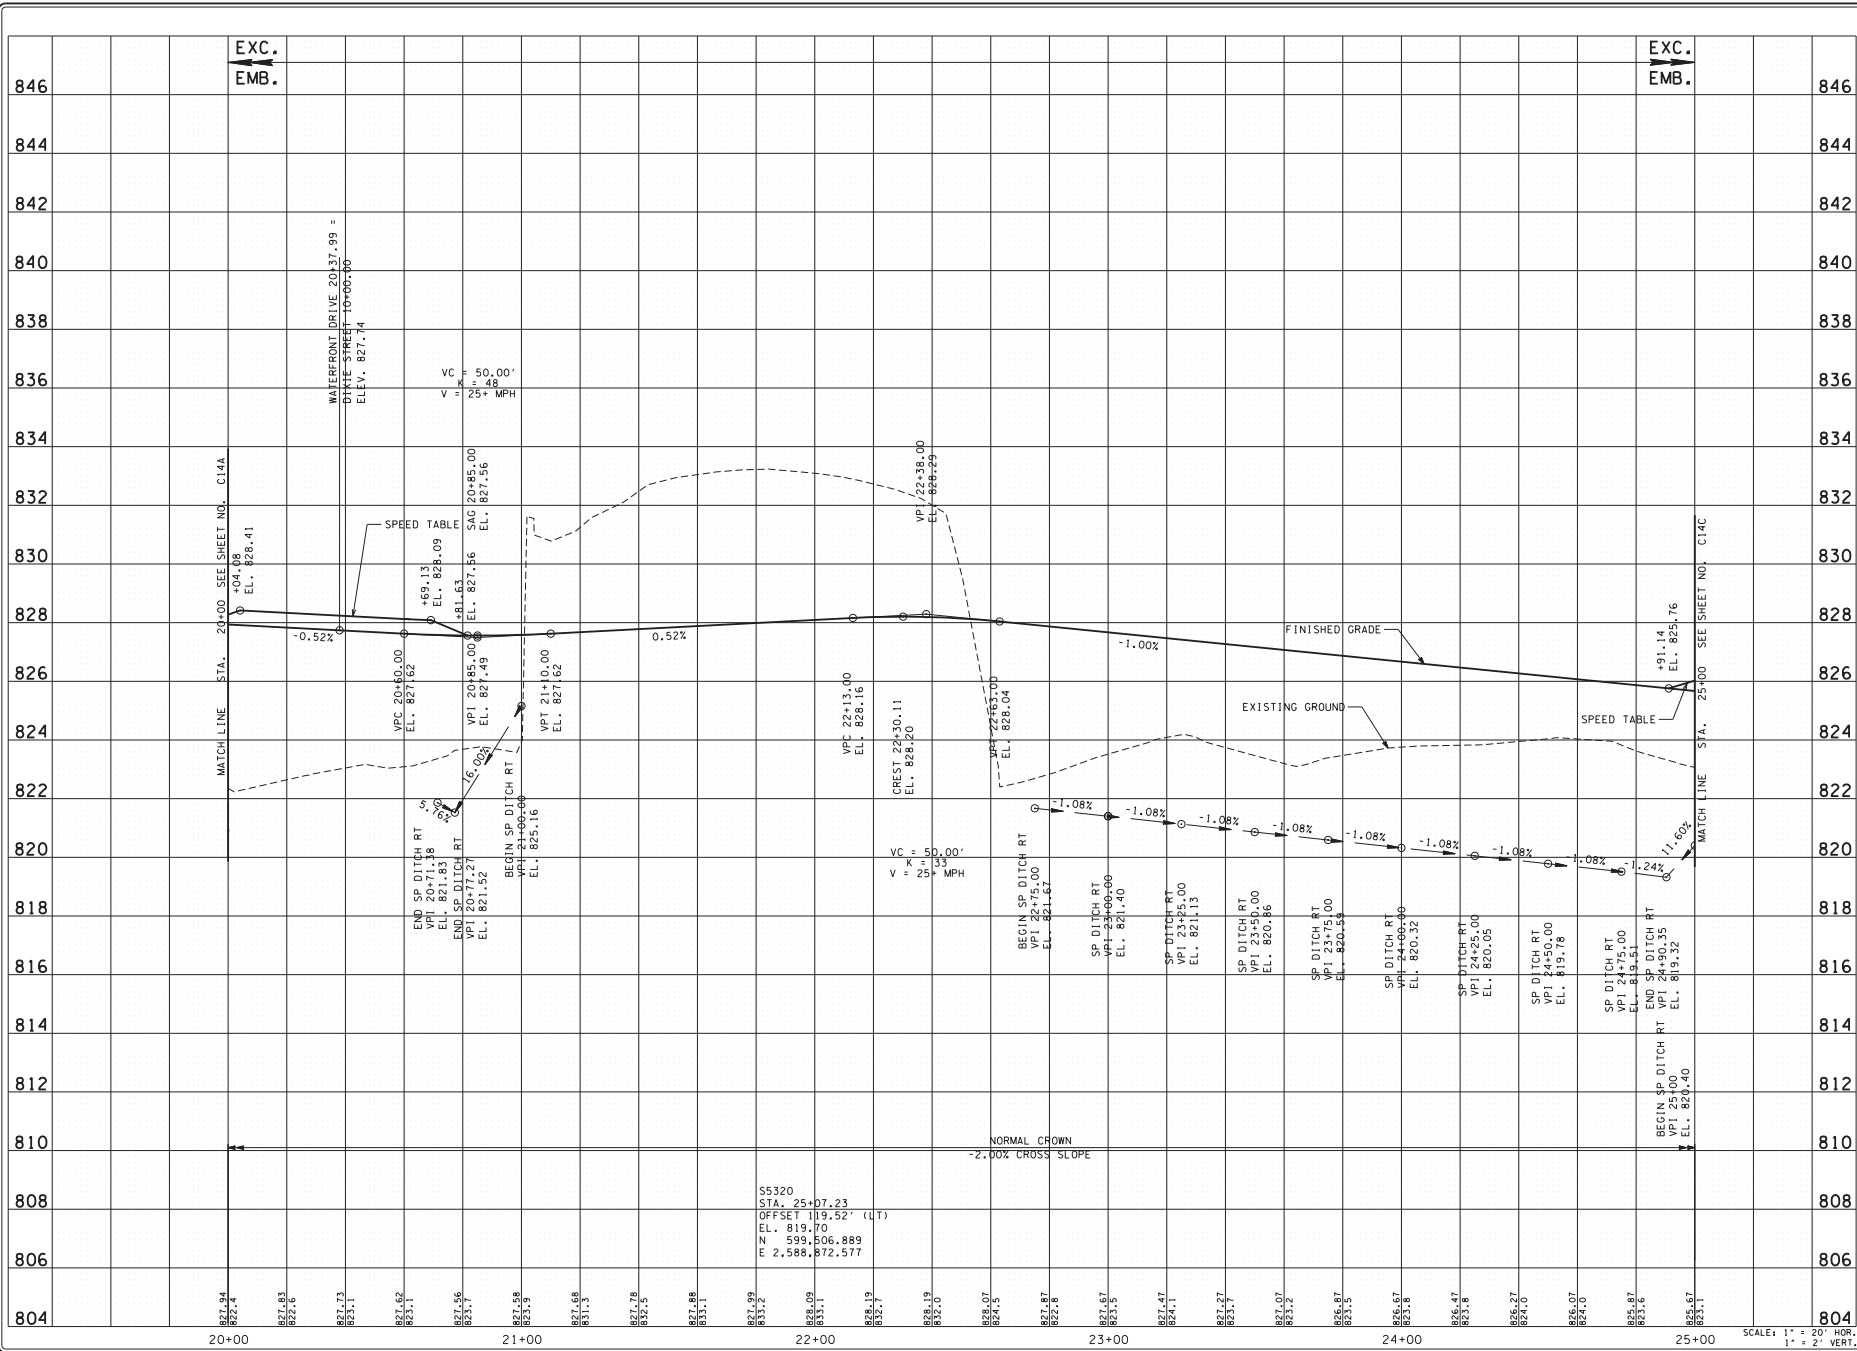 EXC.
EMB.
EXC.
EMB.
846
846
844
844
842
842
840
840
838
838
836
836
834
834
832
832
830
830
828
828
826
826
824
824
822
822
820
820
818
818
816
816
814
814
812
812
810
810
808
808
806
806
804
804
MATCH LINE STA. 20+00 SEE SHEET NO. C14A
+04.08
EL. 828.41
WATERFRONT DRIVE 20+37.99 =
DIXIE STREET 10+00.00
ELEV. 827.74
VC = 50.00'
K = 48
V = 25+ MPH
SPEED TABLE
-0.52%
VPC 20+60.00
EL. 827.62
+69.13
EL. 828.09
+81.63
EL. 827.56
SAG 20+85.00
EL. 827.56
VPI 20+85.00
EL. 827.49
VPT 21+10.00
EL. 827.62
5.76%
16.00%
END SP DITCH RT
VPI 20+71.38
EL. 821.83
END SP DITCH RT
VPI 20+77.27
EL. 821.52
BEGIN SP DITCH RT
VPI 21+00.00
EL. 825.16
0.52%
VPC 22+13.00
EL. 828.16
CREST 22+30.11
EL. 828.20
VPI 22+38.00
EL. 828.29
VPT 22+63.00
EL. 828.04
VC = 50.00'
K = 33
V = 25+ MPH
-1.00%
FINISHED GRADE
EXISTING GROUND
SPEED TABLE
+91.14
EL. 825.76
MATCH LINE STA. 25+00 SEE SHEET NO. C14C
-1.08%
-1.08%
-1.08%
-1.08%
-1.08%
-1.08%
-1.08%
-1.08%
-1.24%
11.60%
BEGIN SP DITCH RT
VPI 22+75.00
EL. 821.67
SP DITCH RT
VPI 23+00.00
EL. 821.40
SP DITCH RT
VPI 23+25.00
EL. 821.13
SP DITCH RT
VPI 23+50.00
EL. 820.86
SP DITCH RT
VPI 23+75.00
EL. 820.59
SP DITCH RT
VPI 24+00.00
EL. 820.32
SP DITCH RT
VPI 24+25.00
EL. 820.05
SP DITCH RT
VPI 24+50.00
EL. 819.78
SP DITCH RT
VPI 24+75.00
EL. 819.51
END SP DITCH RT
VPI 24+90.35
EL. 819.32
BEGIN SP DITCH RT
VPI 25+00
EL. 820.40
NORMAL CROWN
-2.00% CROSS SLOPE
S5320
STA. 25+07.23
OFFSET 119.52' (LT)
EL. 819.70
N 599,506.889
E 2,588,872.577
827.94
822.4
827.83
822.6
827.73
823.1
827.62
823.1
827.56
823.7
827.58
823.9
827.68
831.3
827.78
832.5
827.88
833.1
827.99
833.2
828.09
833.1
828.19
832.7
828.19
832.0
828.07
824.5
827.87
822.8
827.67
823.5
827.47
824.1
827.27
823.7
827.07
823.2
826.87
823.5
826.67
823.8
826.47
823.8
826.27
824.0
826.07
824.0
825.87
823.6
825.67
823.1
20+00
21+00
22+00
23+00
24+00
25+00
SCALE: 1" = 20' HOR.
1" = 2' VERT.